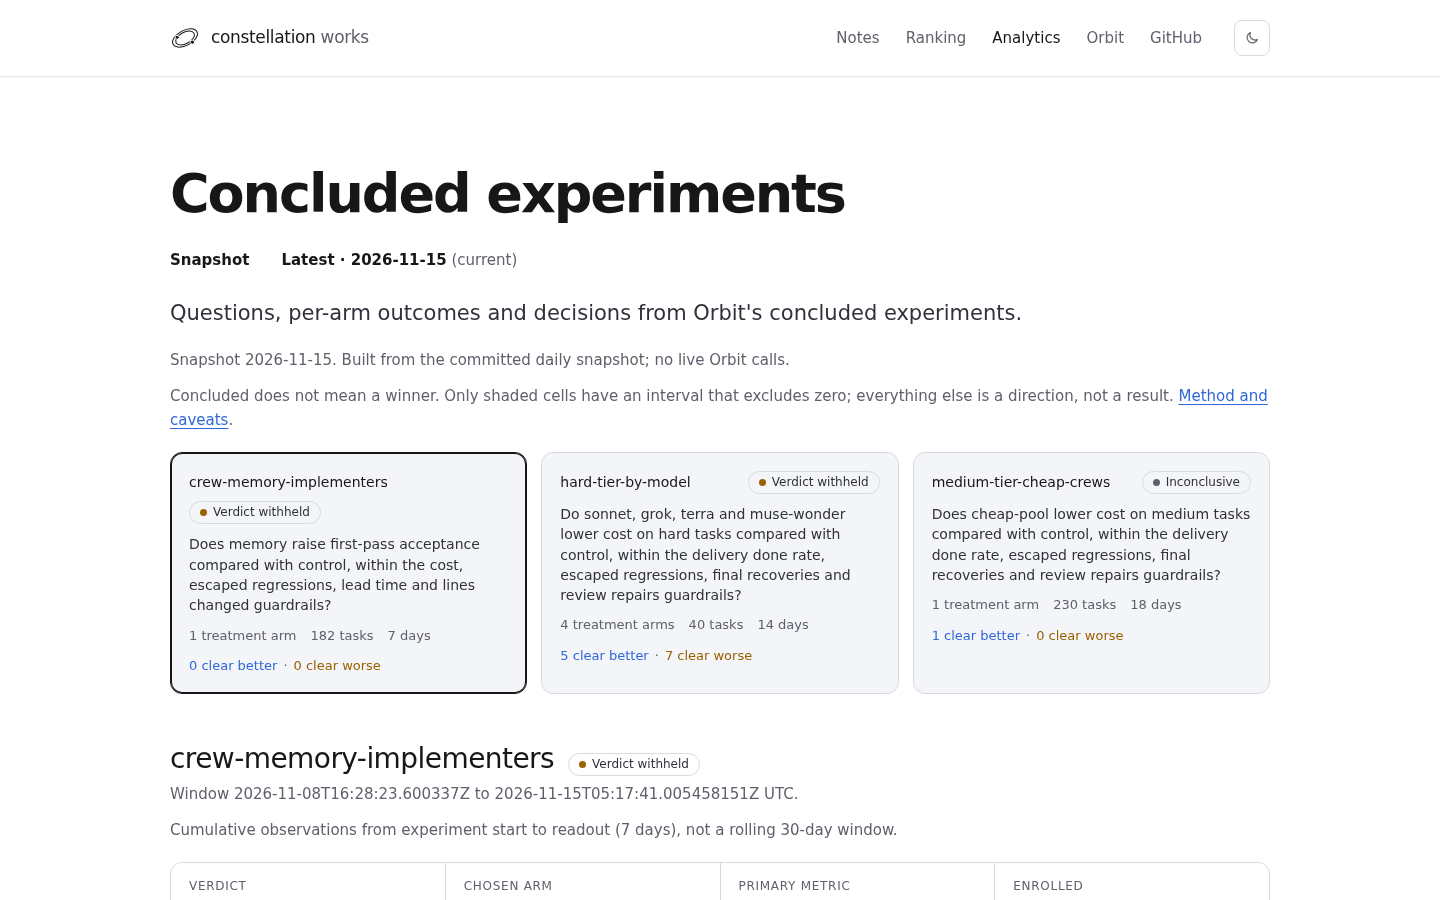 constellation works
Notes Ranking Analytics Orbit GitHub
Concluded experiments
Snapshot Latest · 2026-11-15 (current)
Questions, per-arm outcomes and decisions from Orbit's concluded experiments.
Snapshot 2026-11-15. Built from the committed daily snapshot; no live Orbit calls.
Concluded does not mean a winner. Only shaded cells have an interval that excludes zero; everything else is a direction, not a result. Method and
caveats.
crew-memory-implementers
Verdict withheld
Does memory raise first-pass acceptance
compared with control, within the cost,
escaped regressions, lead time and lines
changed guardrails?
1 treatment arm 182 tasks 7 days
0 clear better · 0 clear worse
hard-tier-by-model Verdict withheld
Do sonnet, grok, terra and muse-wonder
lower cost on hard tasks compared with
control, within the delivery done rate,
escaped regressions, final recoveries and
review repairs guardrails?
4 treatment arms 40 tasks 14 days
5 clear better · 7 clear worse
medium-tier-cheap-crews Inconclusive
Does cheap-pool lower cost on medium tasks
compared with control, within the delivery
done rate, escaped regressions, final
recoveries and review repairs guardrails?
1 treatment arm 230 tasks 18 days
1 clear better · 0 clear worse
crew-memory-implementers Verdict withheld
Window 2026-11-08T16:28:23.600337Z to 2026-11-15T05:17:41.005458151Z UTC.
Cumulative observations from experiment start to readout (7 days), not a rolling 30-day window.
VERDICT CHOSEN ARM PRIMARY METRIC ENROLLED